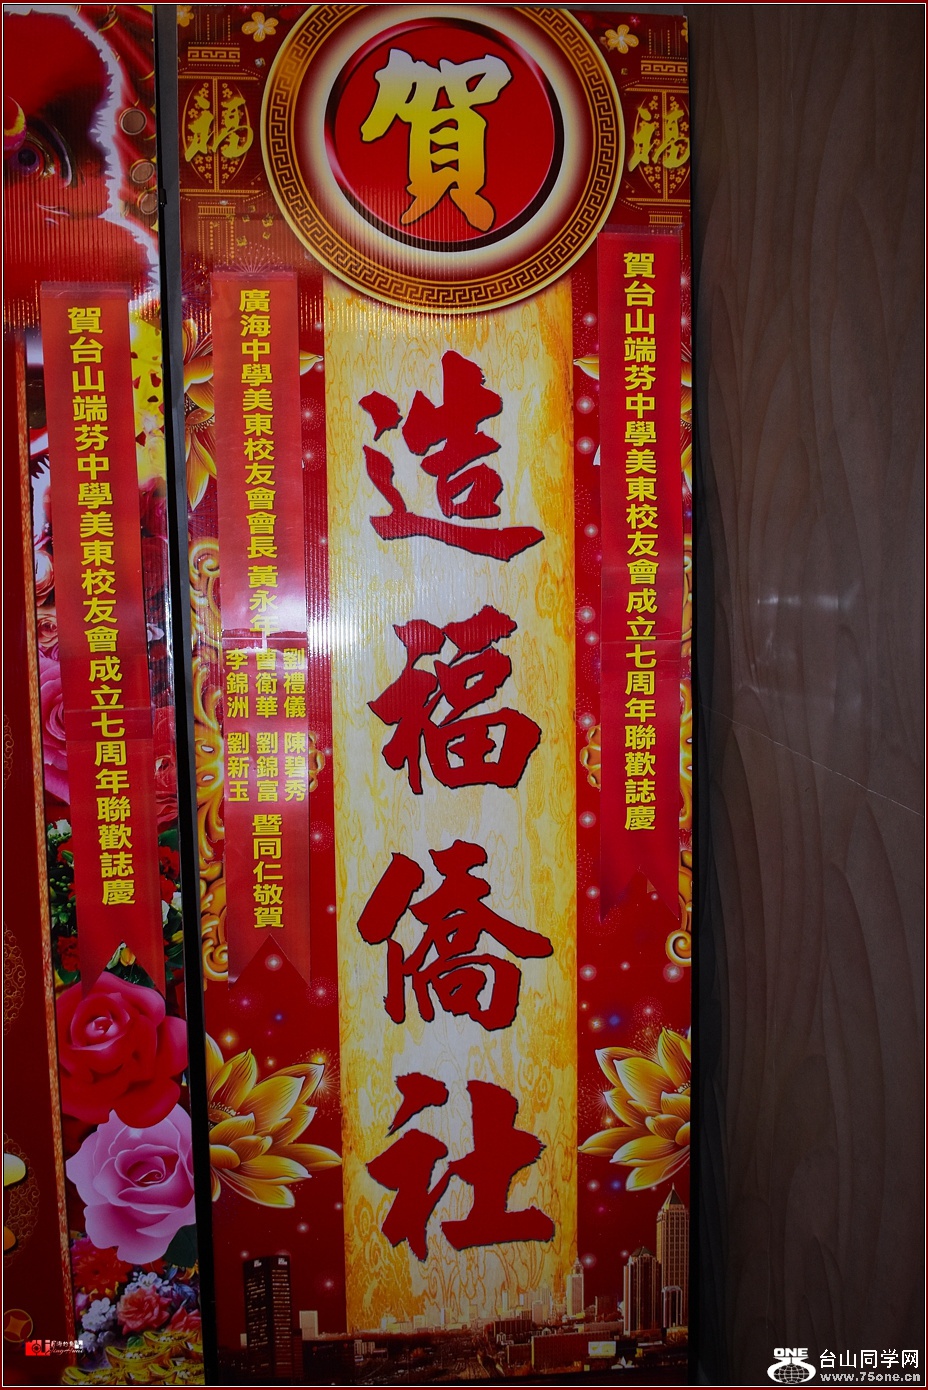 賀
福
福
賀台山端芬中學美東校友會成立七周年聯歡誌慶
造福僑社
廣海中學美東校友會會長 黃永年
劉禮儀 陳碧秀
曹衛華 劉錦富
李錦洲 劉新玉
暨同仁敬賀
賀台山端芬中學美東校友會成立七周年聯歡誌慶
ONE
台山同学网
www.75one.cn